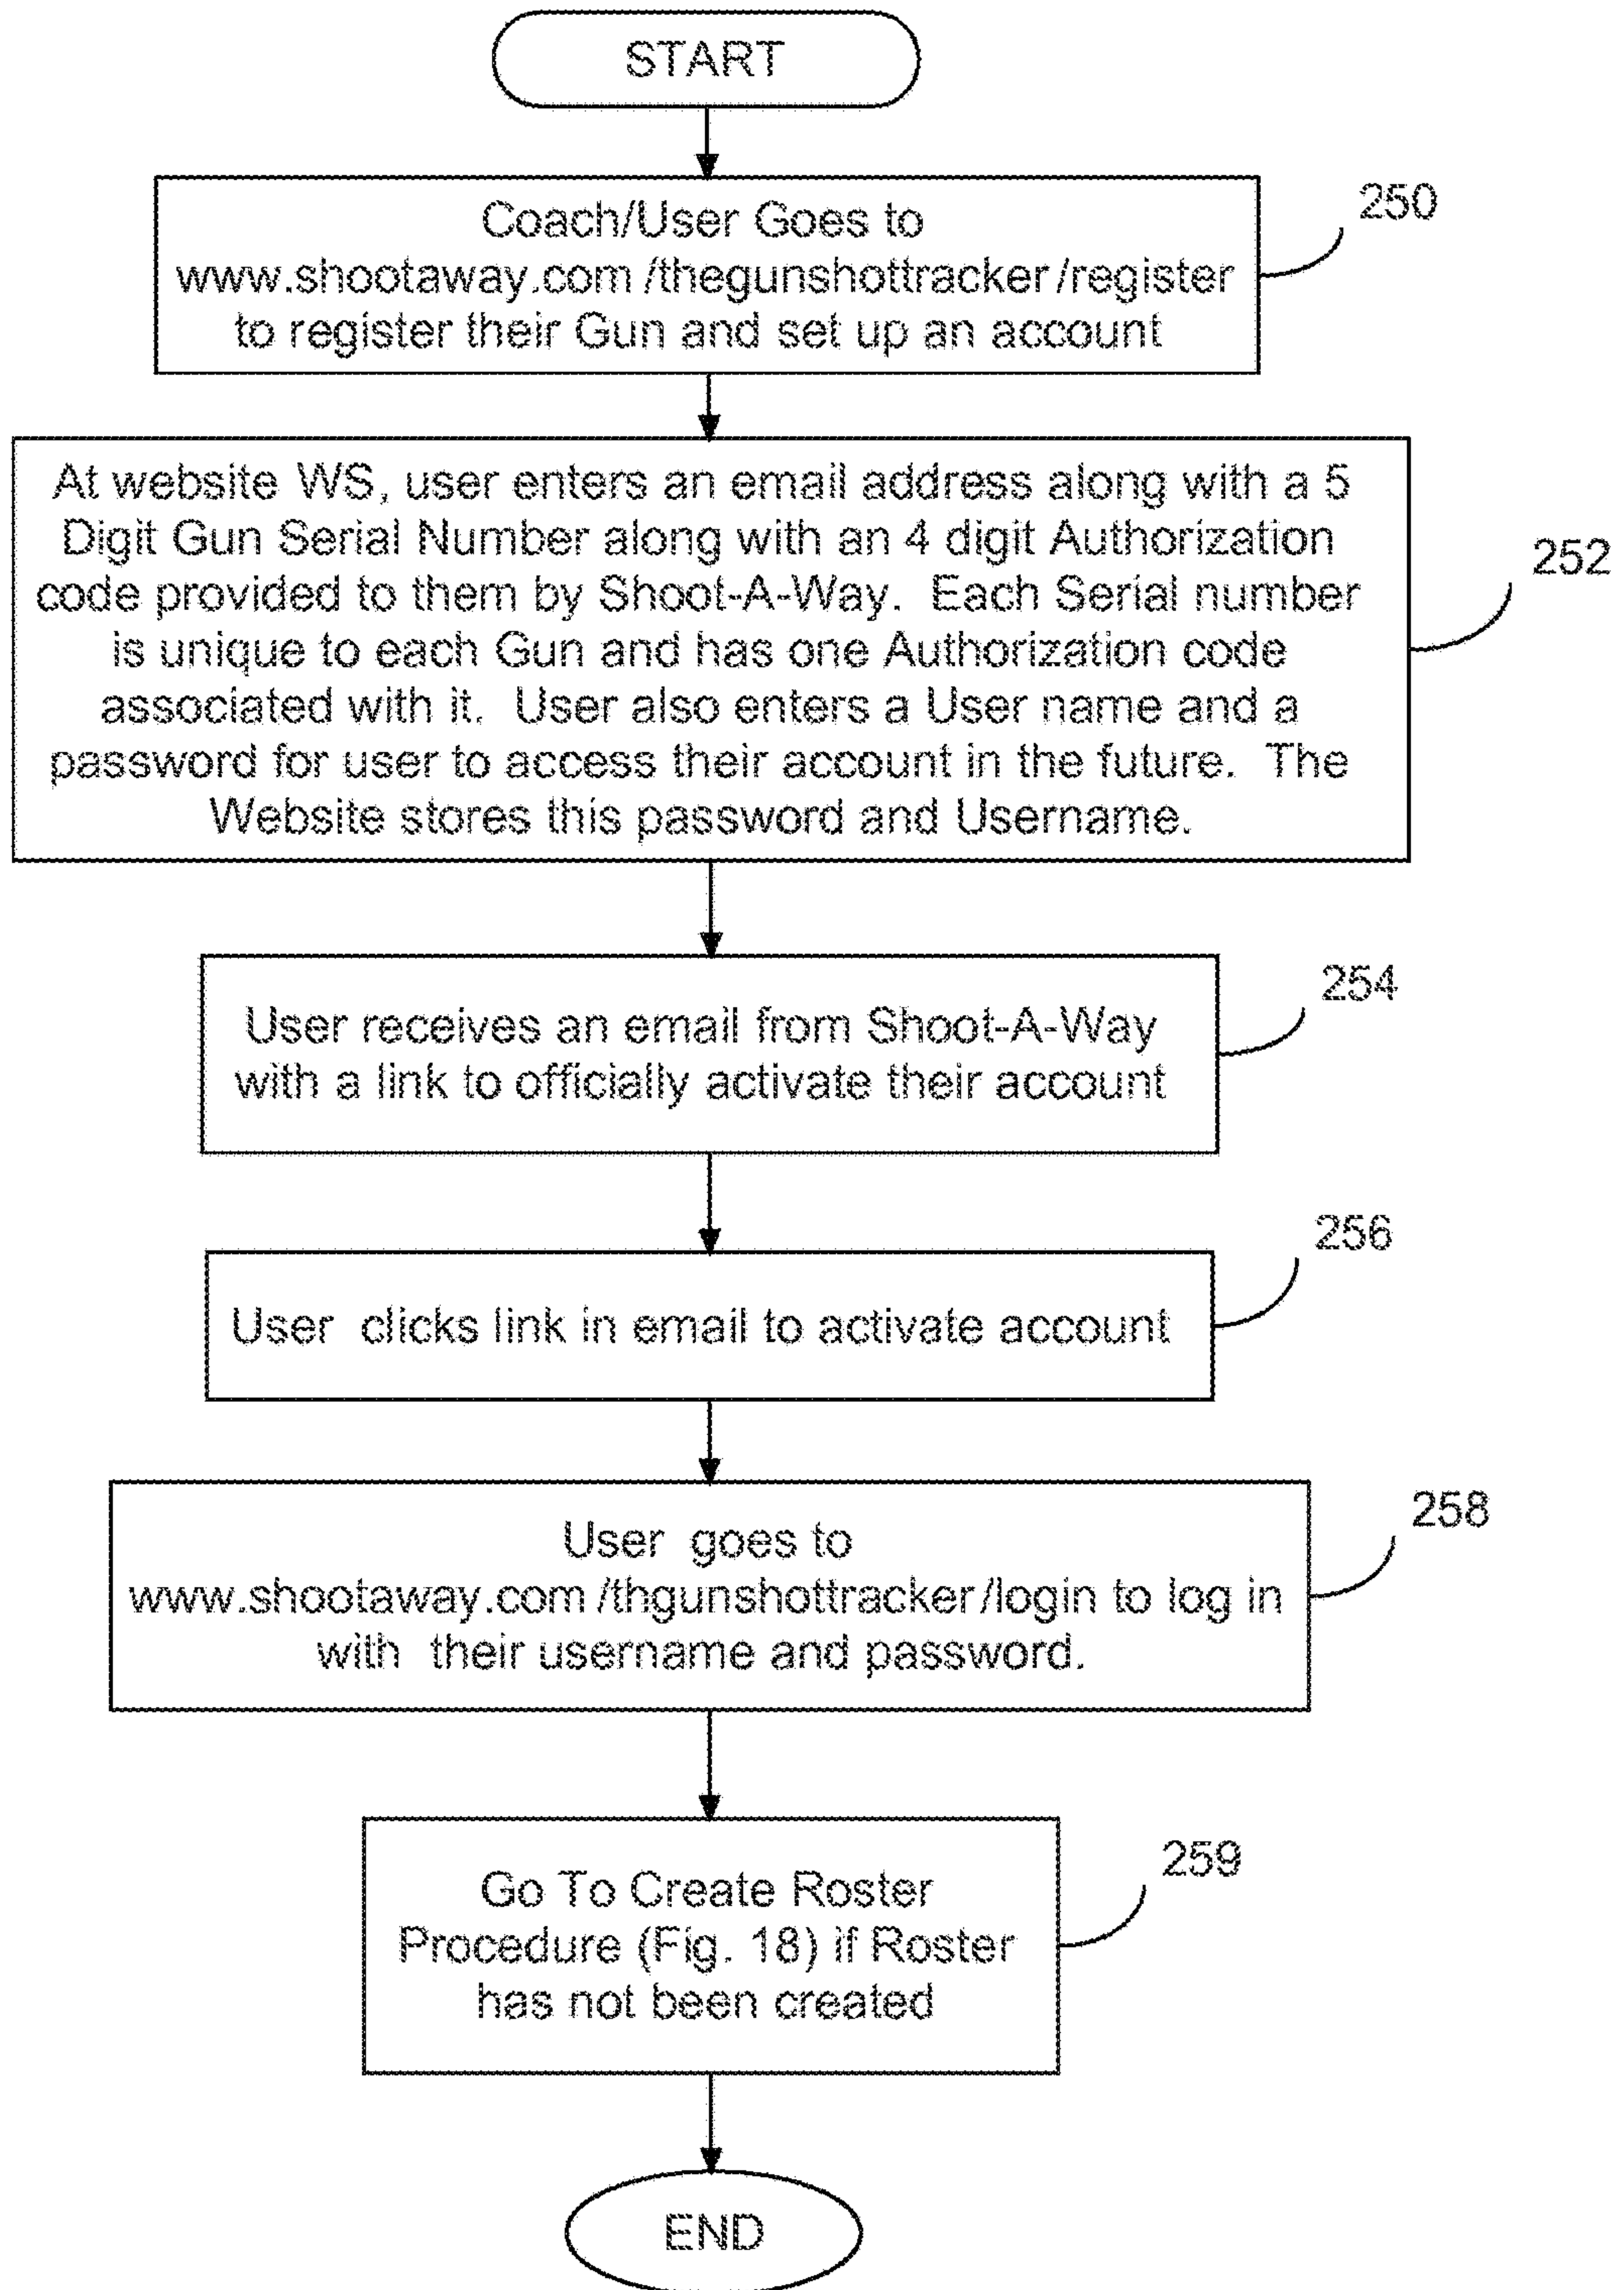 START
Coach/User Goes to
www.shootaway.com/thegunshottracker/register
to register their Gun and set up an account
250
At website WS, user enters an email address along with a 5
Digit Gun Serial Number along with an 4 digit Authorization
code provided to them by Shoot-A-Way. Each Serial number
is unique to each Gun and has one Authorization code
associated with it. User also enters a User name and a
password for user to access their account in the future. The
Website stores this password and Username.
252
User receives an email from Shoot-A-Way
with a link to officially activate their account
254
User clicks link in email to activate account
256
User goes to
www.shootaway.com/thgunshottracker/login to log in
with their username and password.
258
Go To Create Roster
Procedure (Fig. 18) if Roster
has not been created
259
END